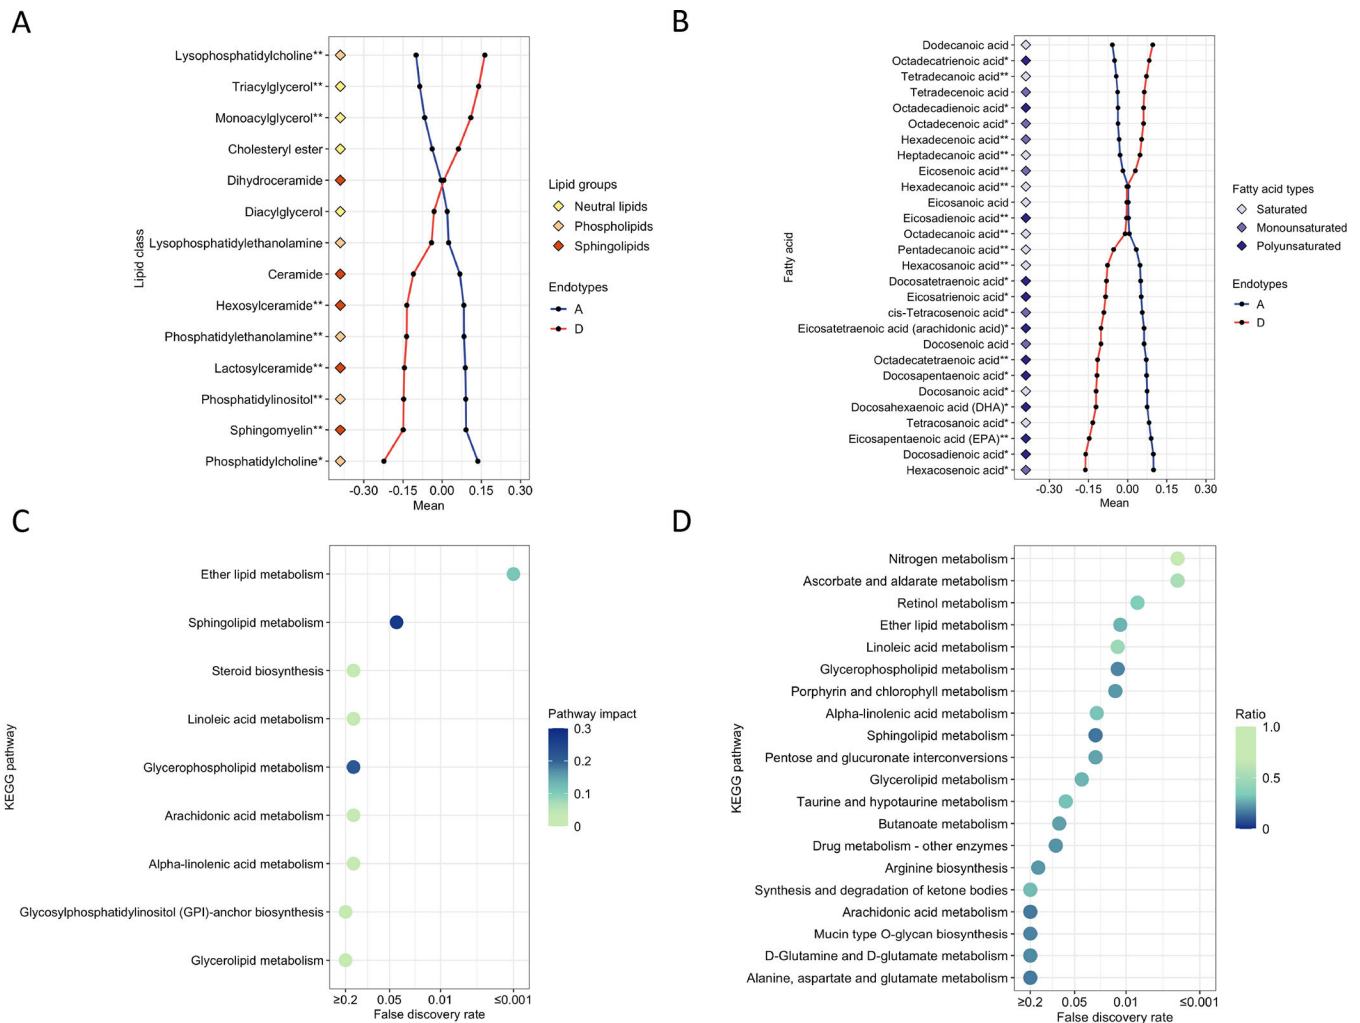 A
Lysophosphatidylcholine**
Triacylglycerol**
Monoacylglycerol**
Cholesteryl ester
Dihydroceramide
Diacylglycerol
Lysophosphatidylethanolamine
Ceramide
Hexosylceramide**
Phosphatidylethanolamine**
Lactosylceramide**
Phosphatidylinositol**
Sphingomyelin**
Phosphatidylcholine*
Lipid class
-0.30 -0.15 0.00 0.15 0.30
Mean
Lipid groups
Neutral lipids
Phospholipids
Sphingolipids
Endotypes
A
D
B
Dodecanoic acid
Octadecatrienoic acid*
Tetradecanoic acid**
Tetradecenoic acid
Octadecadienoic acid*
Octadecenoic acid*
Hexadecenoic acid**
Heptadecanoic acid**
Eicosenoic acid**
Hexadecanoic acid**
Eicosanoic acid
Eicosadienoic acid**
Octadecanoic acid**
Pentadecanoic acid**
Hexacosanoic acid**
Docosatetraenoic acid*
Eicosatrienoic acid*
cis-Tetracosenoic acid*
Eicosatetraenoic acid (arachidonic acid)*
Docosenoic acid
Octadecatetraenoic acid**
Docosapentaenoic acid*
Docosanoic acid*
Docosahexaenoic acid (DHA)*
Tetracosanoic acid*
Eicosapentaenoic acid (EPA)**
Docosadienoic acid*
Hexacosenoic acid*
Fatty acid
-0.30 -0.15 0.00 0.15 0.30
Mean
Fatty acid types
Saturated
Monounsaturated
Polyunsaturated
Endotypes
A
D
C
Ether lipid metabolism
Sphingolipid metabolism
Steroid biosynthesis
Linoleic acid metabolism
Glycerophospholipid metabolism
Arachidonic acid metabolism
Alpha-linolenic acid metabolism
Glycosylphosphatidylinositol (GPI)-anchor biosynthesis
Glycerolipid metabolism
KEGG pathway
≥0.2 0.05 0.01 ≤0.001
False discovery rate
Pathway impact
0.3
0.2
0.1
0
D
Nitrogen metabolism
Ascorbate and aldarate metabolism
Retinol metabolism
Ether lipid metabolism
Linoleic acid metabolism
Glycerophospholipid metabolism
Porphyrin and chlorophyll metabolism
Alpha-linolenic acid metabolism
Sphingolipid metabolism
Pentose and glucuronate interconversions
Glycerolipid metabolism
Taurine and hypotaurine metabolism
Butanoate metabolism
Drug metabolism - other enzymes
Arginine biosynthesis
Synthesis and degradation of ketone bodies
Arachidonic acid metabolism
Mucin type O-glycan biosynthesis
D-Glutamine and D-glutamate metabolism
Alanine, aspartate and glutamate metabolism
KEGG pathway
≥0.2 0.05 0.01 ≤0.001
False discovery rate
Ratio
1.0
0.5
0